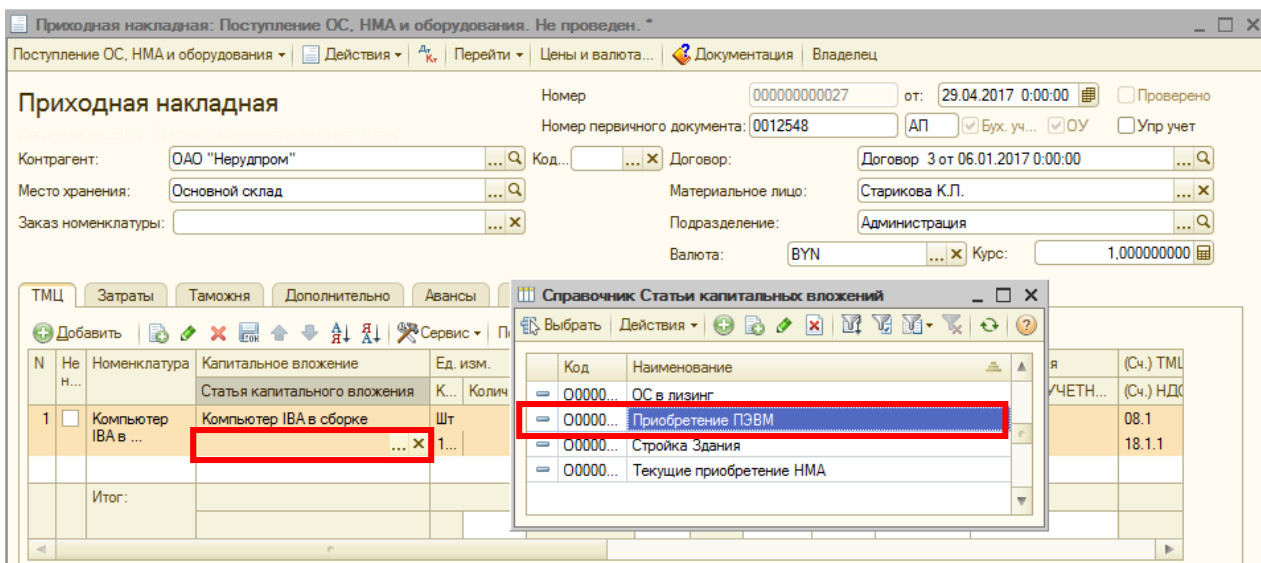 Приходная накладная: Поступление ОС, НМА и оборудования. Не проведен. *
Поступление ОС, НМА и оборудования Действия Дт Кт Перейти Цены и валюта... Документация Владелец
Приходная накладная
Номер 000000000027 от: 29.04.2017 0:00:00 Проверено
Номер первичного документа: 0012548 АП Бух. уч... ОУ Упр учет
Контрагент: ОАО "Нерудпром" ... Код... ... Договор: Договор 3 от 06.01.2017 0:00:00 ...
Место хранения: Основной склад ... Материальное лицо: Старикова К.П. ...
Заказ номенклатуры: ... Подразделение: Администрация ...
Валюта: BYN ... Курс: 1,000000000
ТМЦ Затраты Таможня Дополнительно Авансы
Добавить Сервис
N Не н... Номенклатура Капитальное вложение Ед. изм. (Сч.) ТМЦ
Статья капитального вложения К... Колич УЧЕТН... (Сч.) НДС
1 Компьютер IBA в ... Компьютер IBA в сборке Шт 08.1
... 1... 18.1.1
Итог:
Справочник Статьи капитальных вложений
Выбрать Действия
Код Наименование
О0000... ОС в лизинг
О0000... Приобретение ПЭВМ
О0000... Стройка Здания
О0000... Текущие приобретение НМА